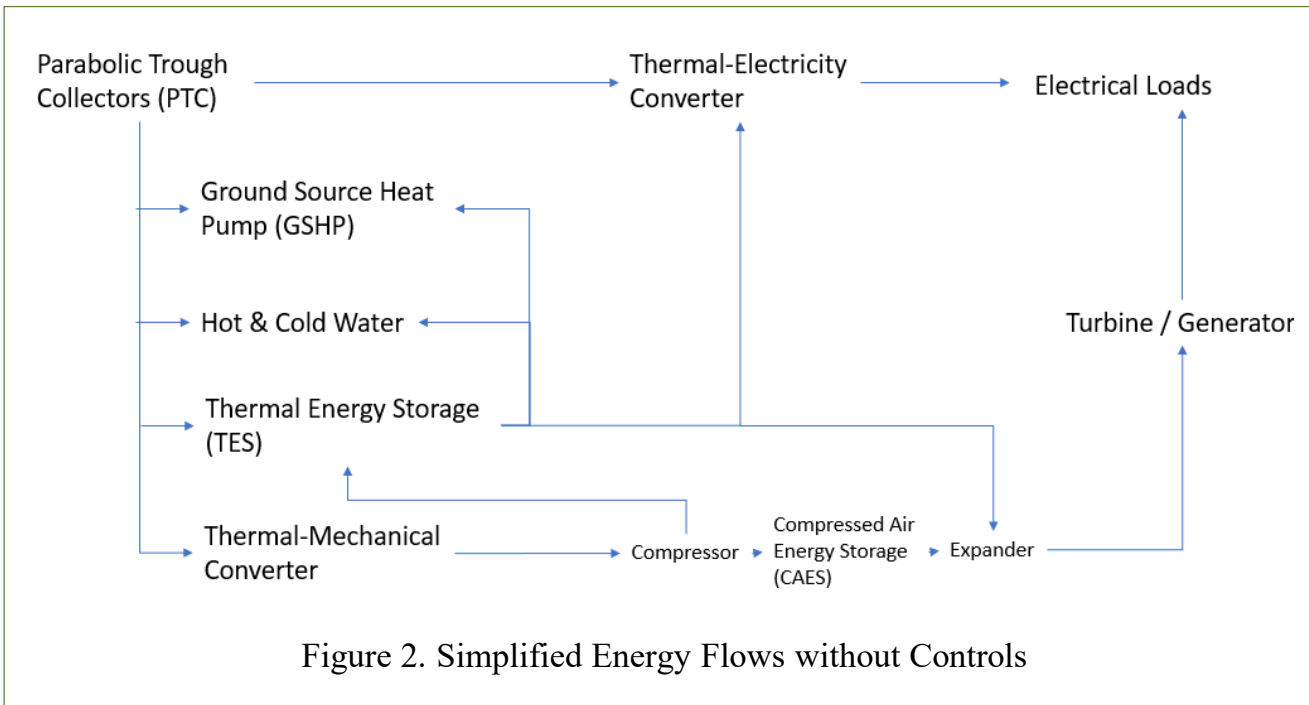 Parabolic Trough
Collectors (PTC)
Thermal-Electricity
Converter
Electrical Loads
Ground Source Heat
Pump (GSHP)
Hot & Cold Water
Turbine / Generator
Thermal Energy Storage
(TES)
Thermal-Mechanical
Converter
Compressor
Compressed Air
Energy Storage
(CAES)
Expander
Figure 2. Simplified Energy Flows without Controls